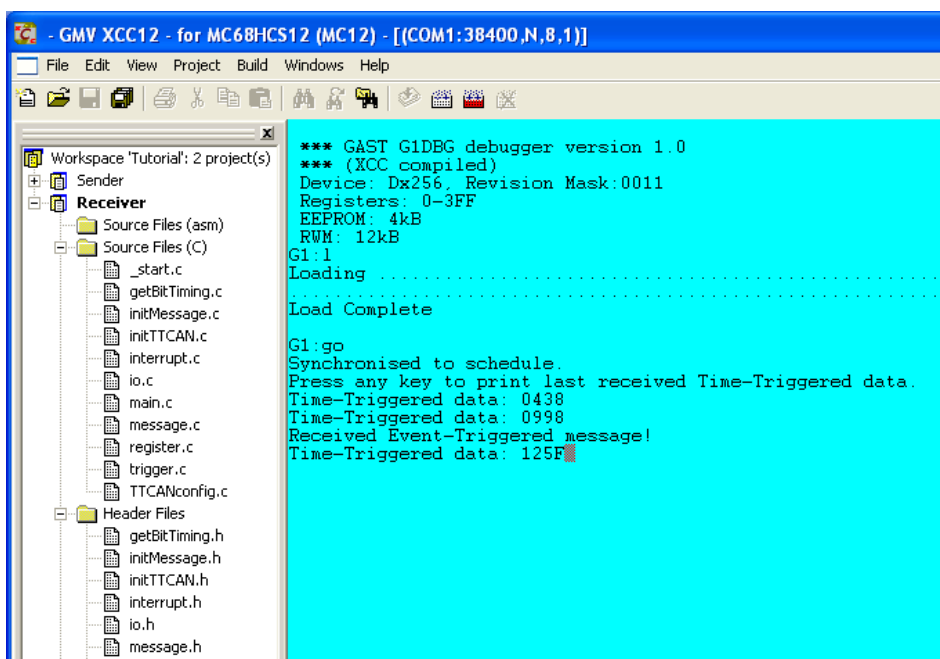 - GMV XCC12 - for MC68HCS12 (MC12) - [(COM1:38400,N,8,1)]
File Edit View Project Build Windows Help
Workspace 'Tutorial': 2 project(s)
Sender
Receiver
Source Files (asm)
Source Files (C)
_start.c
getBitTiming.c
initMessage.c
initTTCAN.c
interrupt.c
io.c
main.c
message.c
register.c
trigger.c
TTCANconfig.c
Header Files
getBitTiming.h
initMessage.h
initTTCAN.h
interrupt.h
io.h
message.h
*** GAST G1DBG debugger version 1.0
*** (XCC compiled)
Device: Dx256, Revision Mask:0011
Registers: 0-3FF
EEPROM: 4kB
RWM: 12kB
G1:l
Loading ...........................................................
...................................................................
Load Complete
G1:go
Synchronised to schedule.
Press any key to print last received Time-Triggered data.
Time-Triggered data: 0438
Time-Triggered data: 0998
Received Event-Triggered message!
Time-Triggered data: 125F